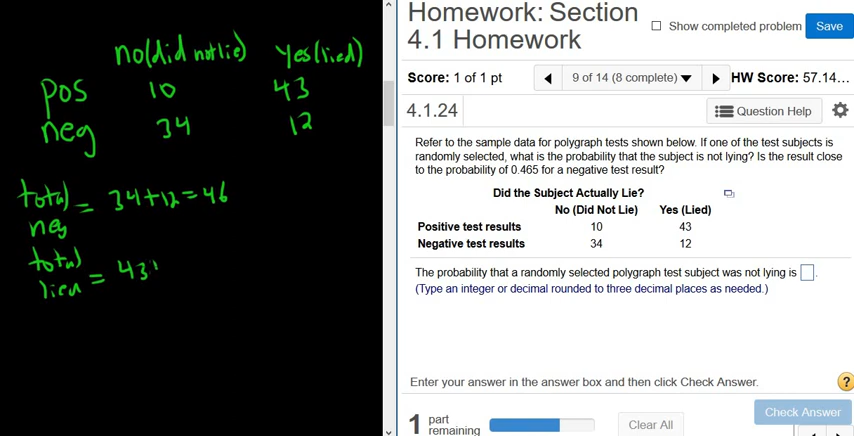 no(did not lie) yes(lied)
pos 10 43
neg 34 12
total neg = 34+12=46
total lied = 43
Homework: Section 4.1 Homework
Show completed problem
Save
Score: 1 of 1 pt
9 of 14 (8 complete)
HW Score: 57.14...
4.1.24
Question Help
Refer to the sample data for polygraph tests shown below. If one of the test subjects is
randomly selected, what is the probability that the subject is not lying? Is the result close
to the probability of 0.465 for a negative test result?
Did the Subject Actually Lie?
No (Did Not Lie) Yes (Lied)
Positive test results 10 43
Negative test results 34 12
The probability that a randomly selected polygraph test subject was not lying is .
(Type an integer or decimal rounded to three decimal places as needed.)
Enter your answer in the answer box and then click Check Answer.
?
1 part remaining
Clear All
Check Answer